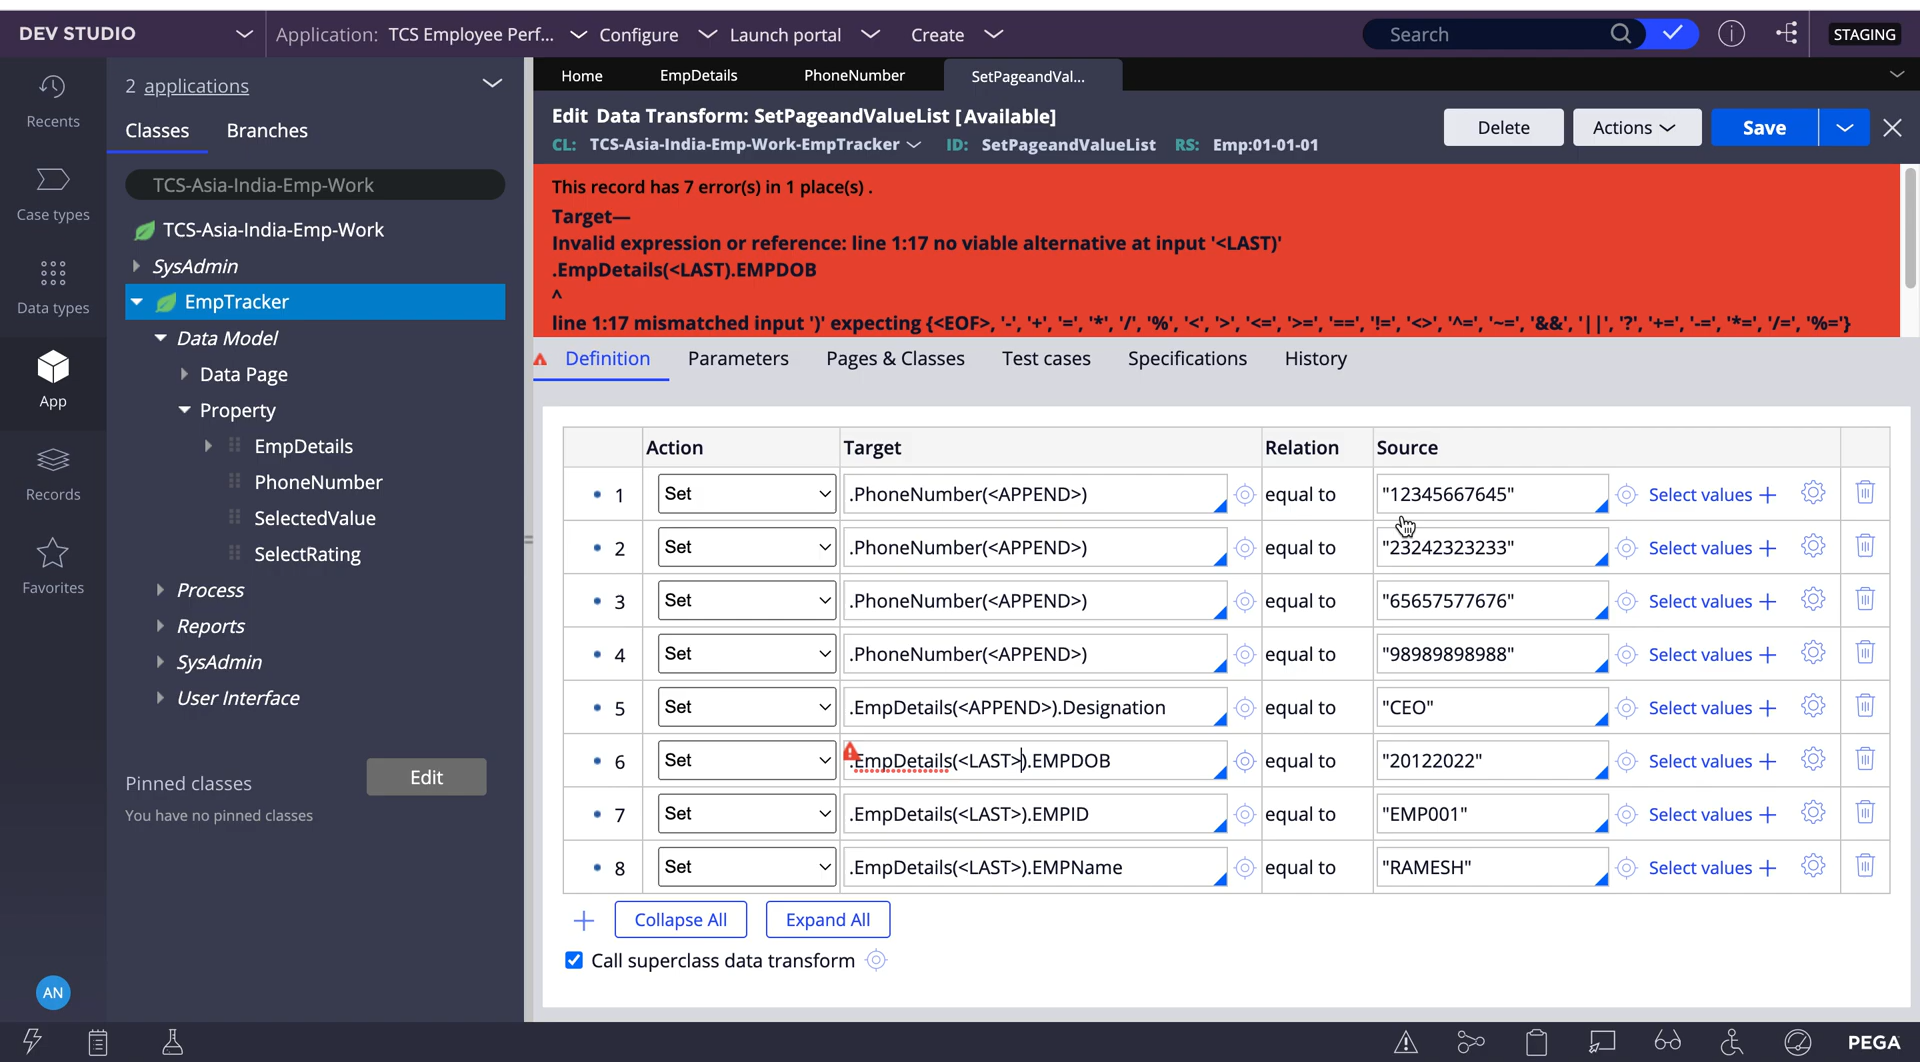 DEV STUDIO
Application: TCS Employee Perf...
Configure
Launch portal
Create
Search
STAGING
Recents
Case types
Data types
App
Records
Favorites
AN
2 applications
Classes
Branches
TCS-Asia-India-Emp-Work
TCS-Asia-India-Emp-Work
SysAdmin
EmpTracker
Data Model
Data Page
Property
EmpDetails
PhoneNumber
SelectedValue
SelectRating
Process
Reports
SysAdmin
User Interface
Pinned classes
Edit
You have no pinned classes
Home
EmpDetails
PhoneNumber
SetPageandVal...
Edit Data Transform: SetPageandValueList [Available]
CL: TCS-Asia-India-Emp-Work-EmpTracker ID: SetPageandValueList RS: Emp:01-01-01
Delete
Actions
Save
This record has 7 error(s) in 1 place(s) .
Target—
Invalid expression or reference: line 1:17 no viable alternative at input '<LAST)'
.EmpDetails(<LAST).EMPDOB
^
line 1:17 mismatched input ')' expecting {<EOF>, '-', '+', '=', '*', '/', '%', '<', '>', '<=', '>=', '==', '!=', '<>', '^=', '~=', '&&', '||', '?', '+=', '-=', '*=', '/=', '%='}
Definition
Parameters
Pages & Classes
Test cases
Specifications
History
Action Target Relation Source
1 Set .PhoneNumber(<APPEND>) equal to "12345667645" Select values
2 Set .PhoneNumber(<APPEND>) equal to "23242323233" Select values
3 Set .PhoneNumber(<APPEND>) equal to "65657577676" Select values
4 Set .PhoneNumber(<APPEND>) equal to "98989898988" Select values
5 Set .EmpDetails(<APPEND>).Designation equal to "CEO" Select values
6 Set .EmpDetails(<LAST>).EMPDOB equal to "20122022" Select values
7 Set .EmpDetails(<LAST>).EMPID equal to "EMP001" Select values
8 Set .EmpDetails(<LAST>).EMPName equal to "RAMESH" Select values
Collapse All
Expand All
Call superclass data transform
PEGA